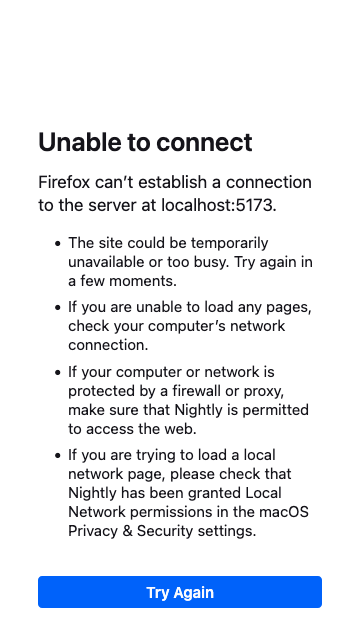 Unable to connect
Firefox can’t establish a connection
to the server at localhost:5173.
• The site could be temporarily
unavailable or too busy. Try again in
a few moments.
• If you are unable to load any pages,
check your computer’s network
connection.
• If your computer or network is
protected by a firewall or proxy,
make sure that Nightly is permitted
to access the web.
• If you are trying to load a local
network page, please check that
Nightly has been granted Local
Network permissions in the macOS
Privacy & Security settings.
Try Again